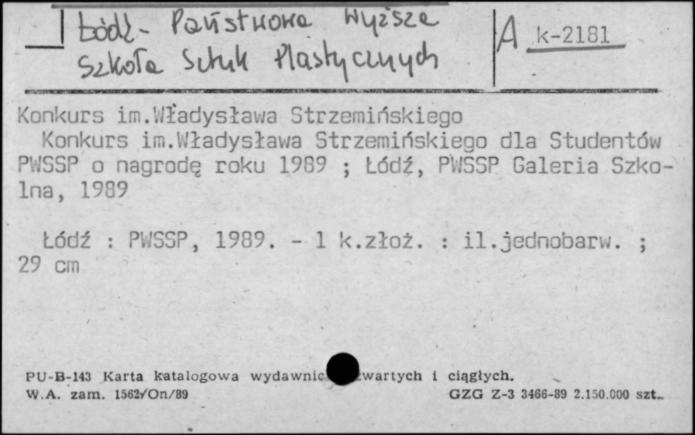 Łódź - Państwowa Wyższa
Szkoła Sztuk Plastycznych
A k-2181
Konkurs im.Władysława Strzemińskiego
Konkurs im.Władysława Strzemińskiego dla Studentów
PWSSP o nagrodę roku 1989 ; Łódź, PWSSP Galeria Szko-
lna, 1989
Łódź : PWSSP, 1989. - 1 k.złoż. : il.jednobarw. ;
29 cm
PU-B-143 Karta katalogowa wydawnic wartych i ciągłych.
W.A. zam. 1562/On/89 GZG Z-3 3466-89 2.150.000 szt.